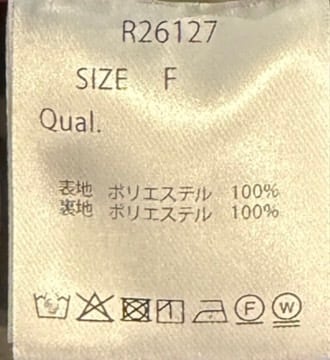 R26127
SIZE F
Qual.
表地 ポリエステル 100%
裏地 ポリエステル 100%
F W